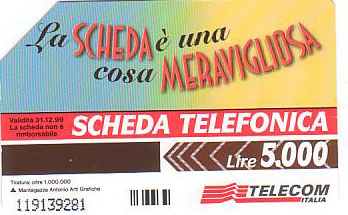 La SCHEDA è una
cosa MERAVIGLIOSA
Validità 31.12.99
La scheda non è
rimborsabile
SCHEDA TELEFONICA
Lire 5.000
Tiratura: oltre 1.000.000
Mantegazza Antonio Arti Grafiche
119139281
TELECOM
ITALIA